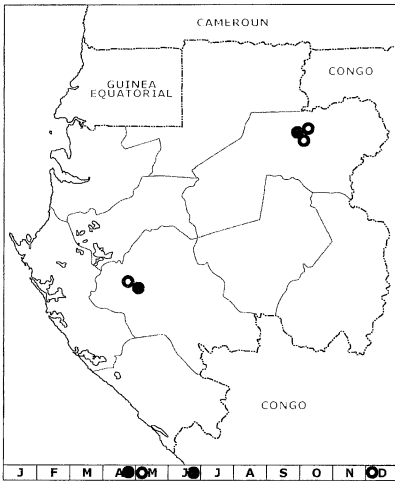 CAMEROUN
CONGO
GUINEA
EQUATORIAL
CONGO
J F M A M J J A S O N D